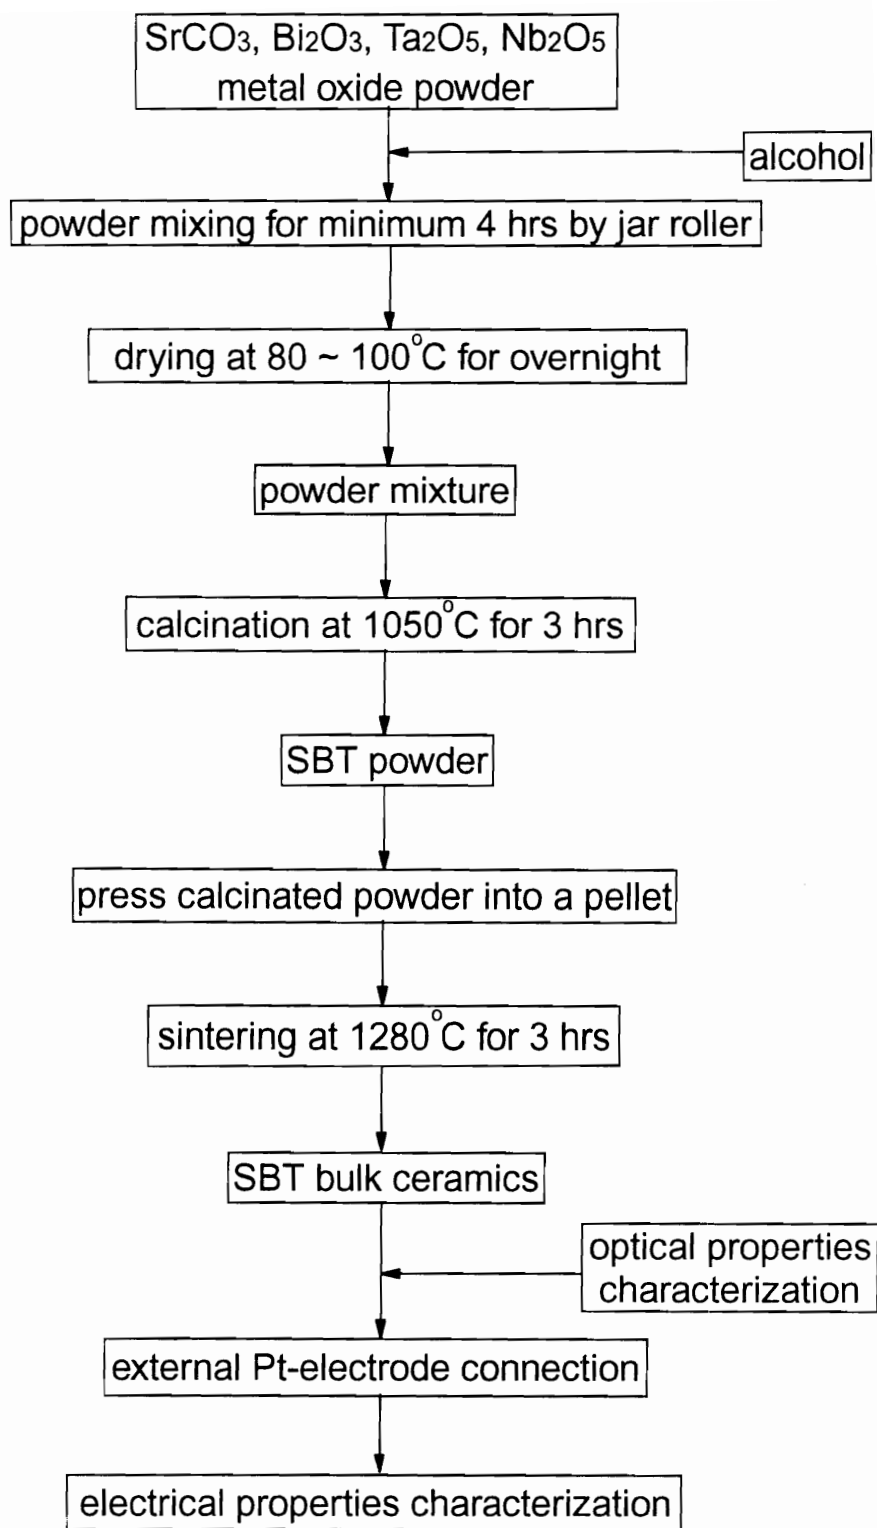 SrCO3, Bi2O3, Ta2O5, Nb2O5
metal oxide powder
alcohol
powder mixing for minimum 4 hrs by jar roller
drying at 80 ~ 100°C for overnight
powder mixture
calcination at 1050°C for 3 hrs
SBT powder
press calcinated powder into a pellet
sintering at 1280°C for 3 hrs
SBT bulk ceramics
optical properties
characterization
external Pt-electrode connection
electrical properties characterization